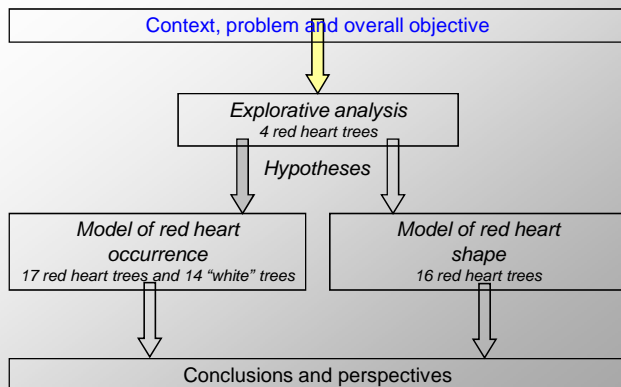 Context, problem and overall objective
Explorative analysis
4 red heart trees
Hypotheses
Model of red heart
occurrence
17 red heart trees and 14 “white” trees
Model of red heart
shape
16 red heart trees
Conclusions and perspectives